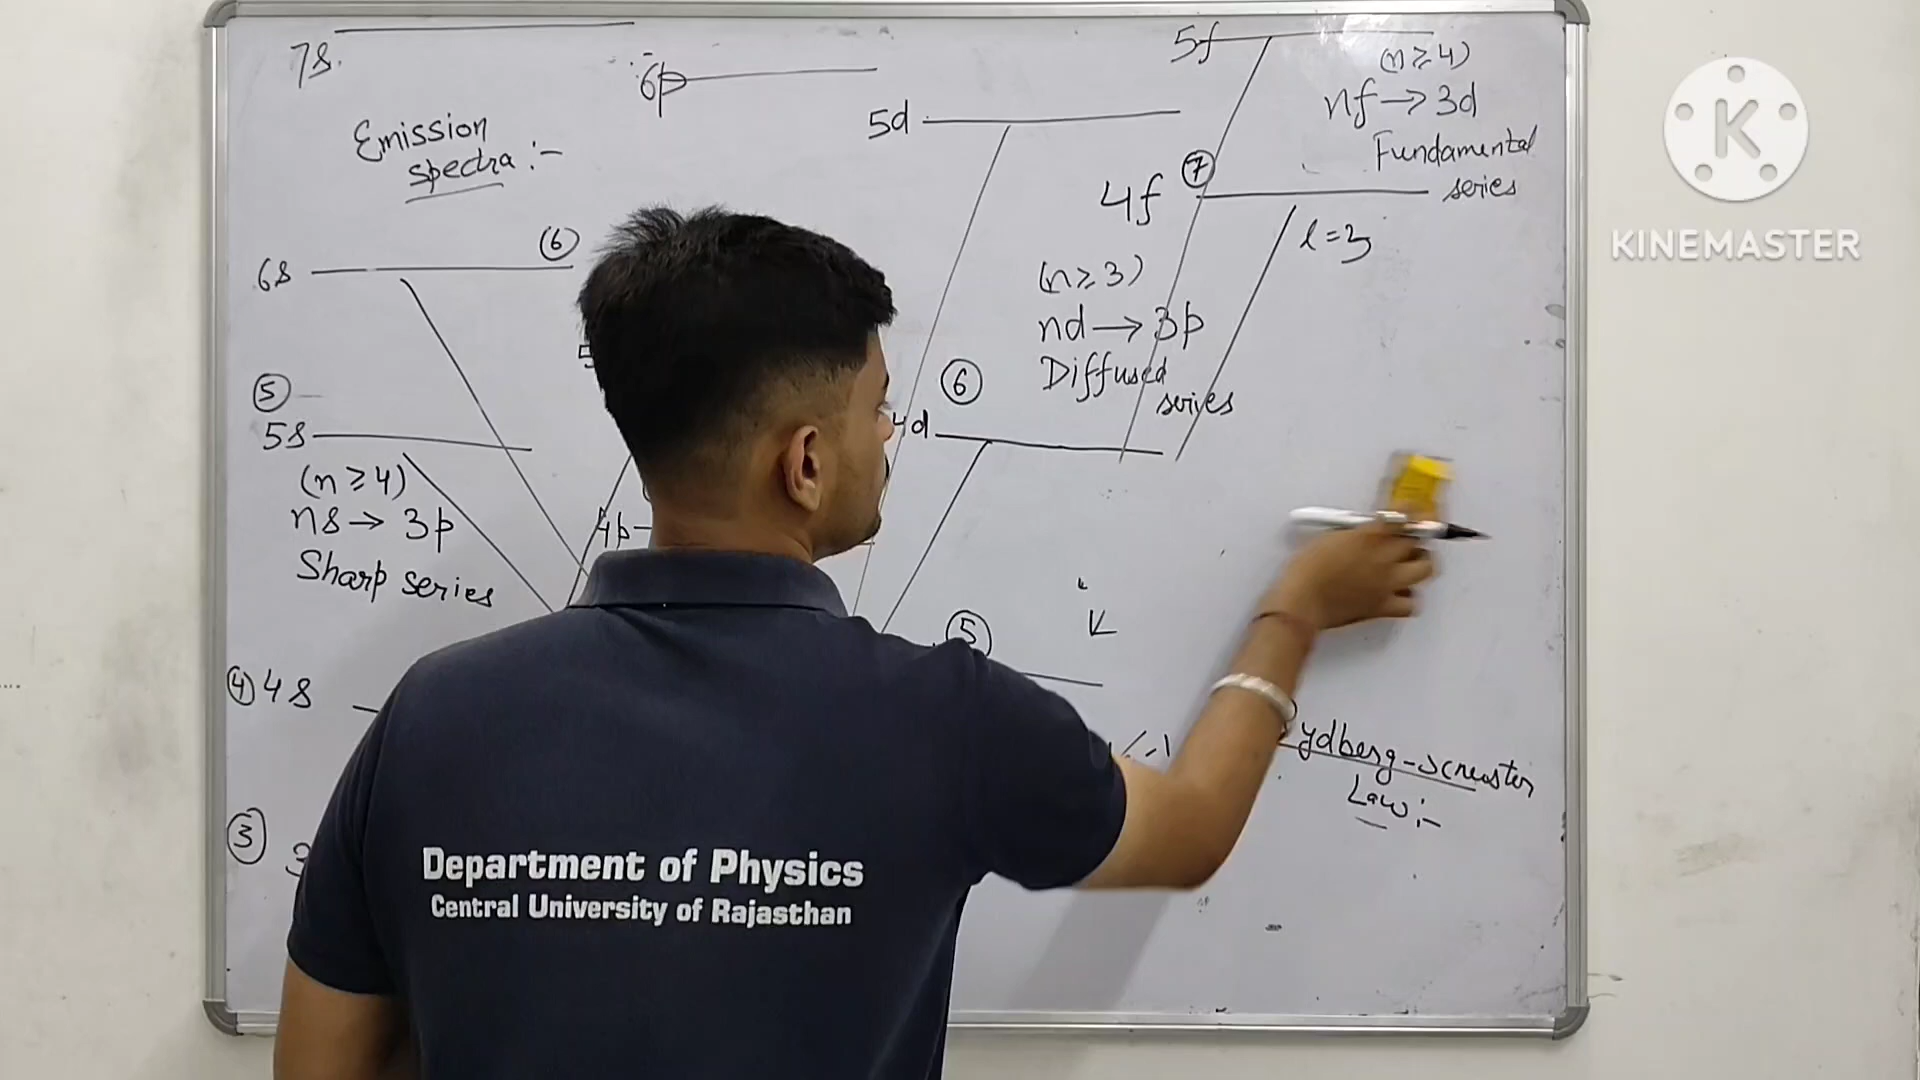 7s
6p
5d
5f
(n ≥ 4)
nf → 3d
Fundamental
series
K
KINEMASTER
Emission
spectra :-
4f
7
l = 3
6s
6
(n ≥ 3)
nd → 3p
Diffused
series
5
5s
4d
6
(n ≥ 4)
ns → 3p
Sharp series
4p
5
4 4s
3 3
Law :-
Department of Physics
Central University of Rajasthan